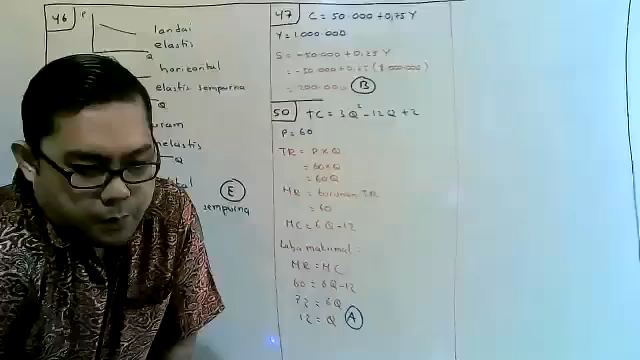 46
P
landai
elastis
Q
horizontal
elastis sempurna
Q
uram
nelastis
Q
E
sempurna
47 C = 50.000 + 0,75 Y
Y = 1.000.000
S = -50.000 + 0,25 Y
= -50.000 + 0,25 (1.000.000)
= 200.000 B
50 TC = 3Q² - 12Q + 2
P = 60
TR = P x Q
= 60 x Q
= 60 Q
MR = turunan TR
= 60
MC = 6Q - 12
Laba maksimal :
MR = MC
60 = 6Q - 12
72 = 6Q
12 = Q A